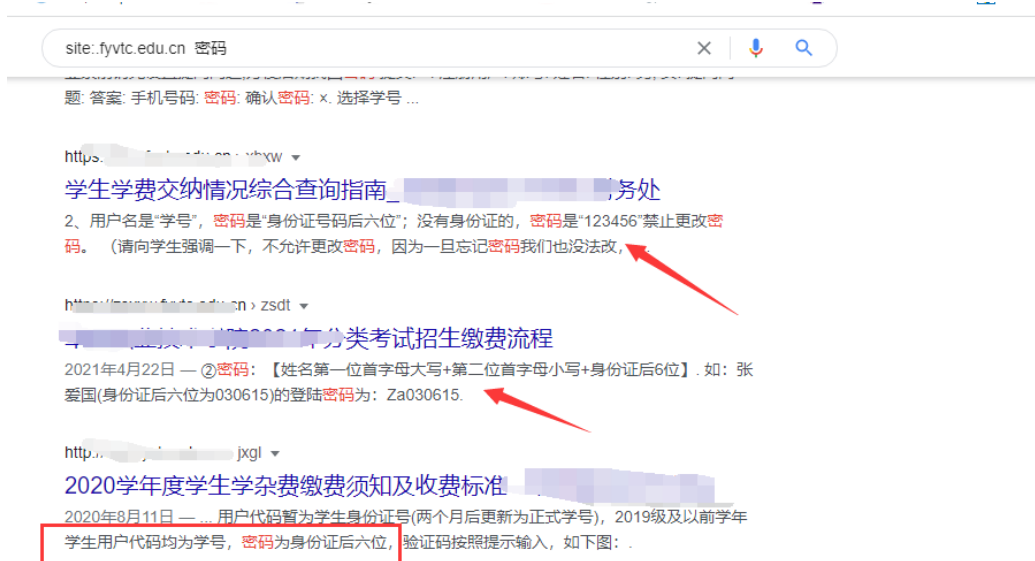 site:.fyvtc.edu.cn 密码
题: 答案: 手机号码: 密码: 确认密码: ×. 选择学号 ...
https:
xbxw
学生学费交纳情况综合查询指南_ 务处
2、用户名是“学号”，密码是“身份证号码后六位”；没有身份证的，密码是“123456”禁止更改密
码。 （请向学生强调一下，不允许更改密码，因为一旦忘记密码我们也没法改，
› zsdt
分类考试招生缴费流程
2021年4月22日 — ②密码：【姓名第一位首字母大写+第二位首字母小写+身份证后6位】. 如：张
爱国(身份证后六位为030615)的登陆密码为：Za030615.
http:
jxgl
2020学年度学生学杂费缴费须知及收费标准
2020年8月11日 — ... 用户代码暂为学生身份证号(两个月后更新为正式学号)，2019级及以前学年
学生用户代码均为学号，密码为身份证后六位，验证码按照提示输入，如下图：.